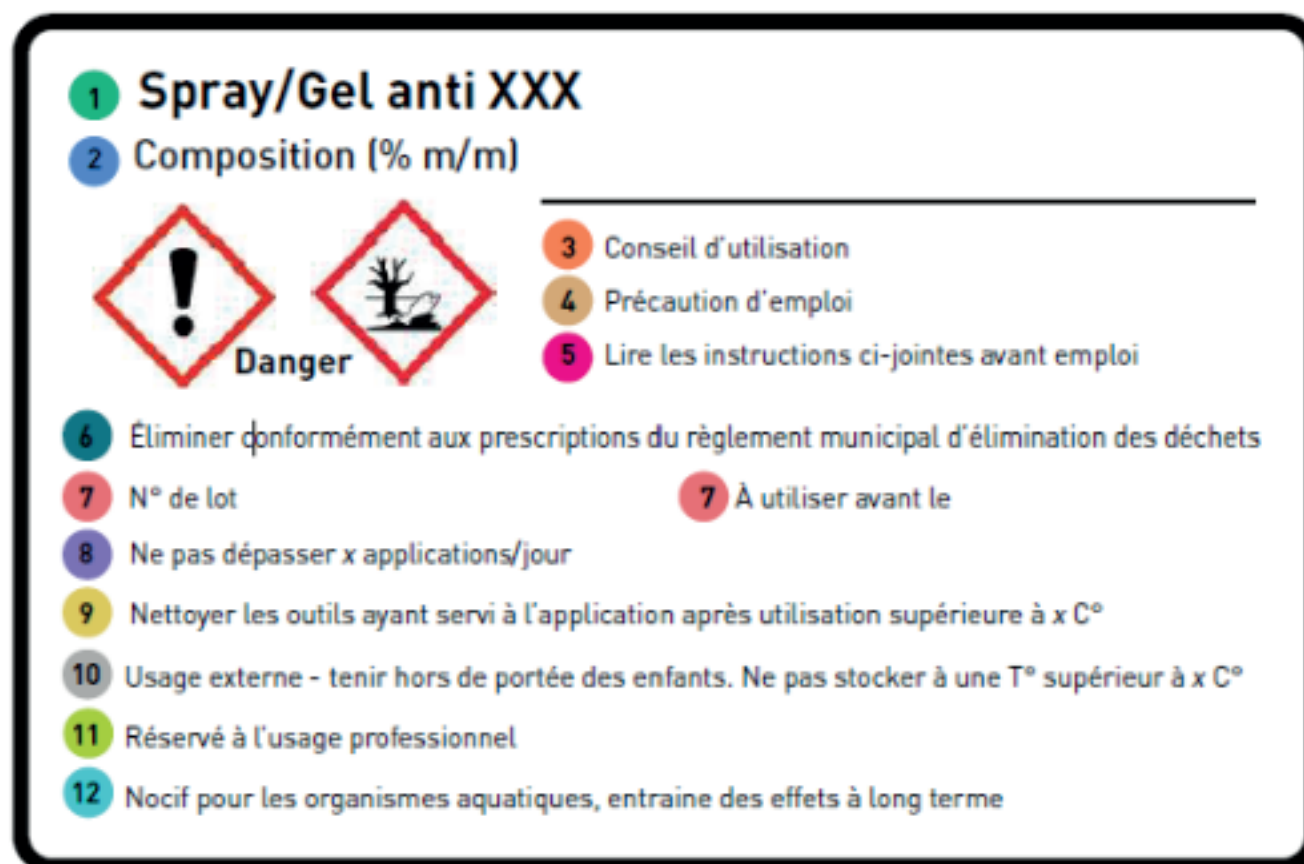 1 Spray/Gel anti XXX
2 Composition (% m/m)
Danger
3 Conseil d'utilisation
4 Précaution d'emploi
5 Lire les instructions ci-jointes avant emploi
6 Éliminer conformément aux prescriptions du règlement municipal d'élimination des déchets
7 N° de lot 7 À utiliser avant le
8 Ne pas dépasser x applications/jour
9 Nettoyer les outils ayant servi à l'application après utilisation supérieure à x C°
10 Usage externe - tenir hors de portée des enfants. Ne pas stocker à une T° supérieur à x C°
11 Réservé à l'usage professionnel
12 Nocif pour les organismes aquatiques, entraine des effets à long terme